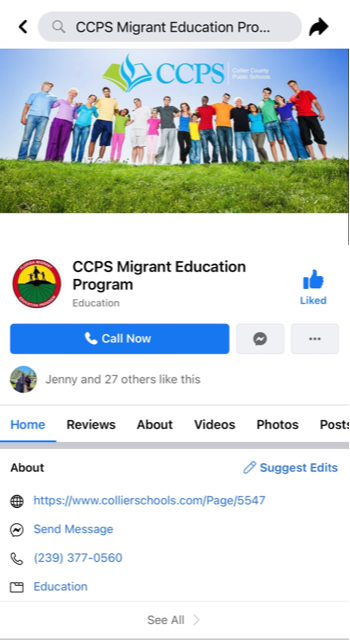 CCPS Migrant Education Pro...
CCPS
Collier County
Public Schools
CCPS Migrant Education
Program
Education
Liked
Call Now
Jenny and 27 others like this
Home Reviews About Videos Photos Posts
About
Suggest Edits
https://www.collierschools.com/Page/5547
Send Message
(239) 377-0560
Education
See All